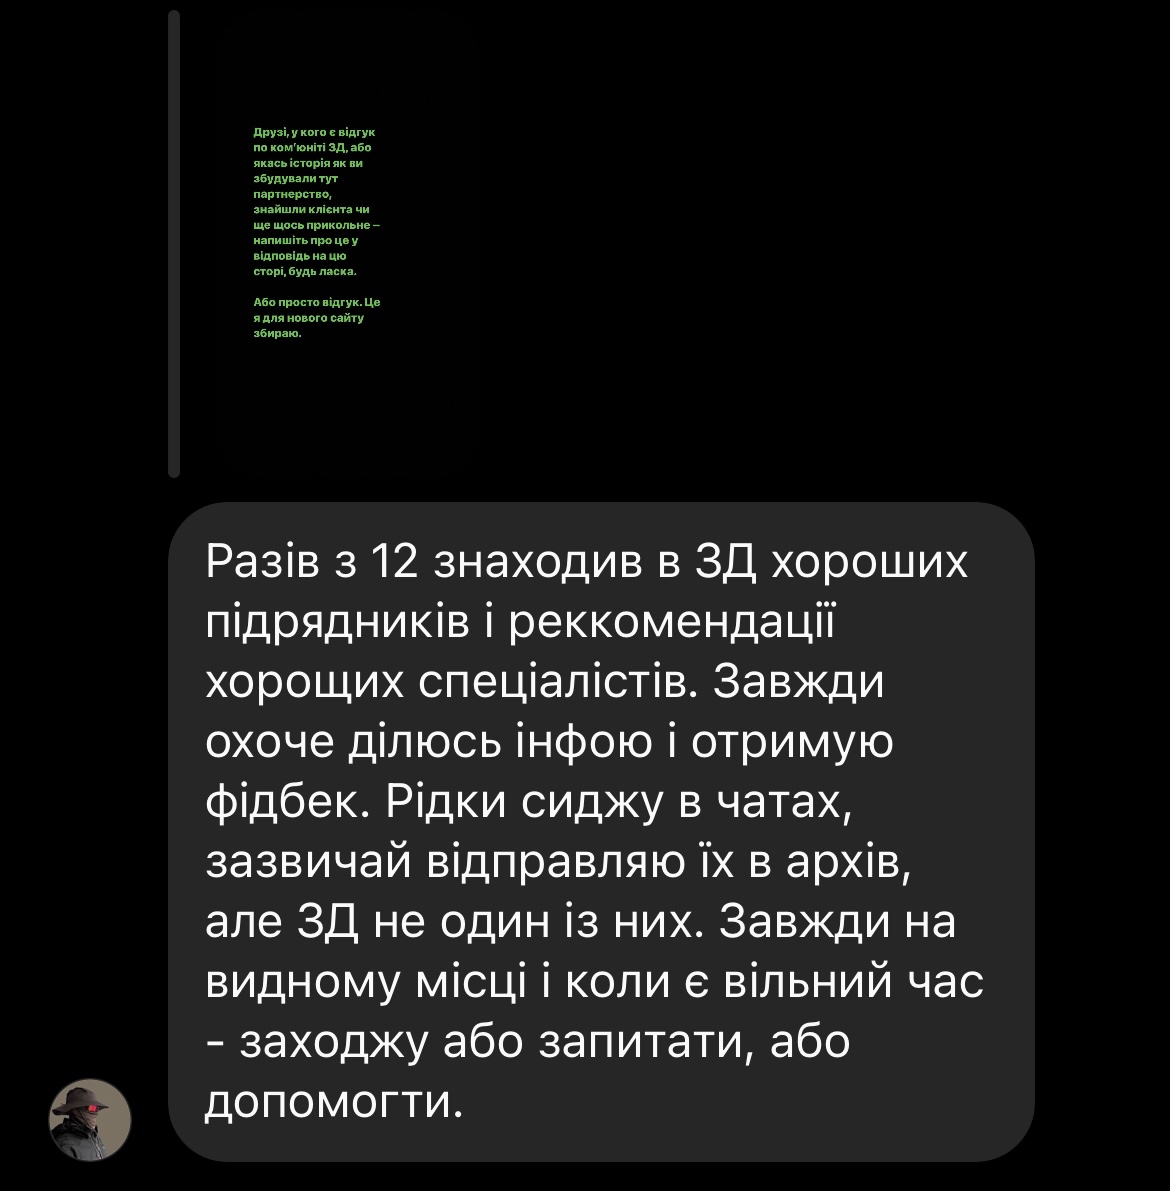 Друзі, у кого є відгук
по ком'юніті ЗД, або
якась історія як ви
збудували тут
партнерство,
знайшли клієнта чи
ще щось прикольне –
напишіть про це у
відповідь на цю
сторі, будь ласка.
Або просто відгук. Це
я для нового сайту
збираю.
Разів з 12 знаходив в ЗД хороших
підрядників і реккомендації
хорощих спеціалістів. Завжди
охоче ділюсь інфою і отримую
фідбек. Рідки сиджу в чатах,
зазвичай відправляю їх в архів,
але ЗД не один із них. Завжди на
видному місці і коли є вільний час
- заходжу або запитати, або
допомогти.